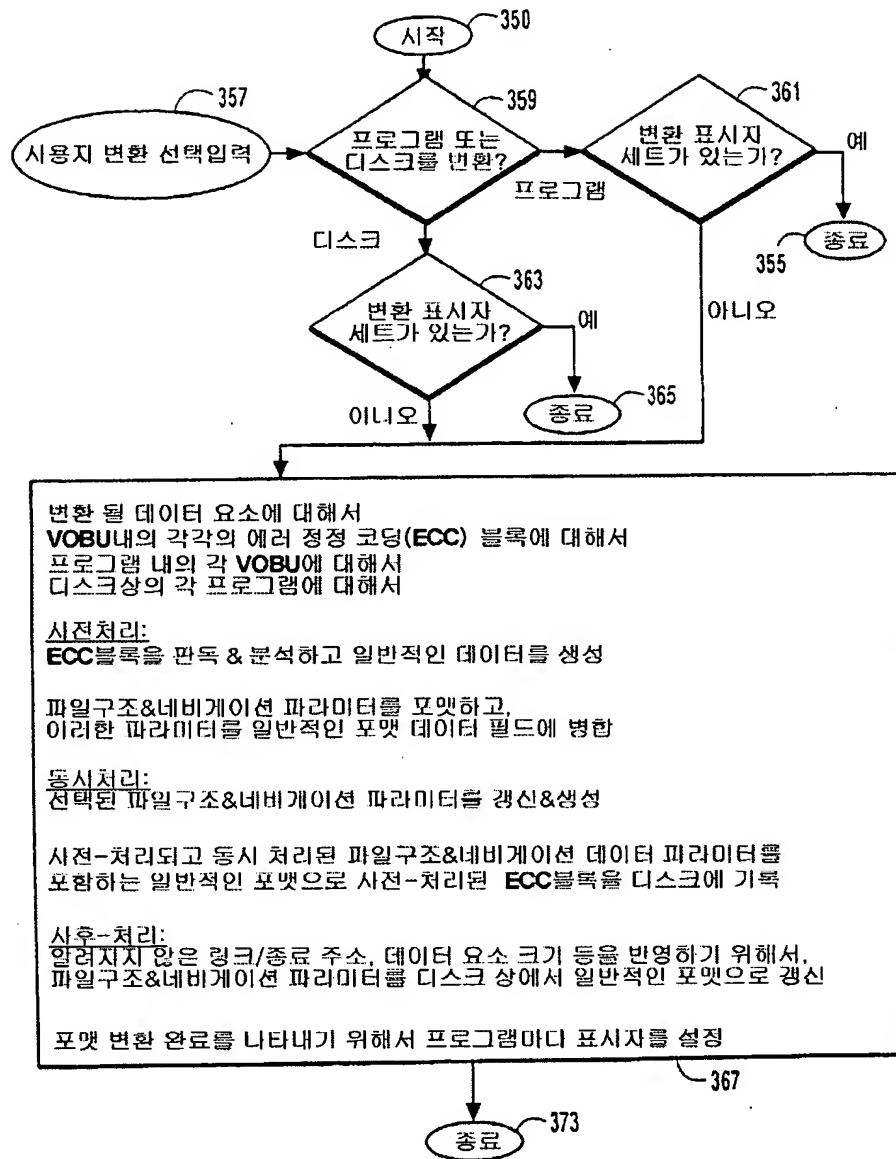 350
시작
357
359
361
시용지 변환 선택입력
프로그램 또는
디스크를 변환?
변환 표시자
세트가 있는가?
예
프로그램
디스크
종료
355
363
변환 표시자
세트가 있는가?
예
아니오
종료
365
이니오
변환 될 데이터 요소에 대해서
VOBU내의 각각의 에러 정정 코딩(ECC) 블록에 대해서
프로그램 내의 각 VOBU에 대해서
디스크상의 각 프로그램에 대해서
사전처리:
ECC블록을 판독 & 분석하고 일반적인 데이터를 생성
파일구조&네비게이션 파라미터를 포맷하고,
이러한 파라미터를 일반적인 포맷 데이터 필드에 병합
동시처리:
선택된 파일구조&네비게이션 파라미터를 갱신&생성
사전-처리되고 동시 처리된 파일구조&네비게이션 데이터 파라미터를
포함하는 일반적인 포맷으로 사전-처리된 ECC블록을 디스크에 기록
사후-처리:
알려지지 않은 링크/종료 주소, 데이터 요소 크기 등을 반영하기 위해서,
파일구조&네비게이션 파라미터를 디스크 상에서 일반적인 포맷으로 갱신
포맷 변환 완료를 나타내기 위해서 프로그램마다 표시자를 설정
367
종료
373